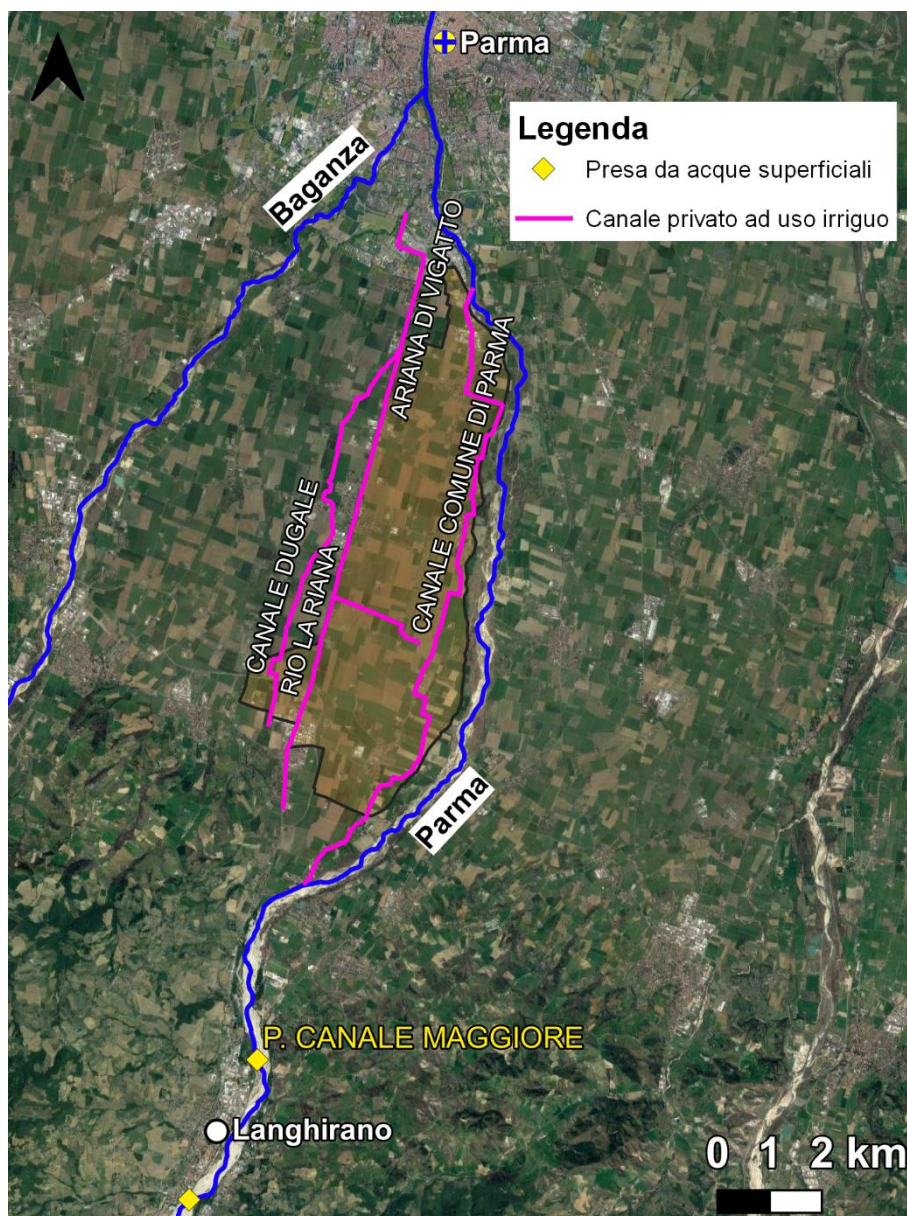 Parma
Legenda
Presa da acque superficiali
Canale privato ad uso irriguo
Baganza
ARIANA DI VIGATTO
CANALE COMUNE DI PARMA
CANALE DUGALE
RIO LA RIANA
Parma
P. CANALE MAGGIORE
Langhirano
0 1 2 km